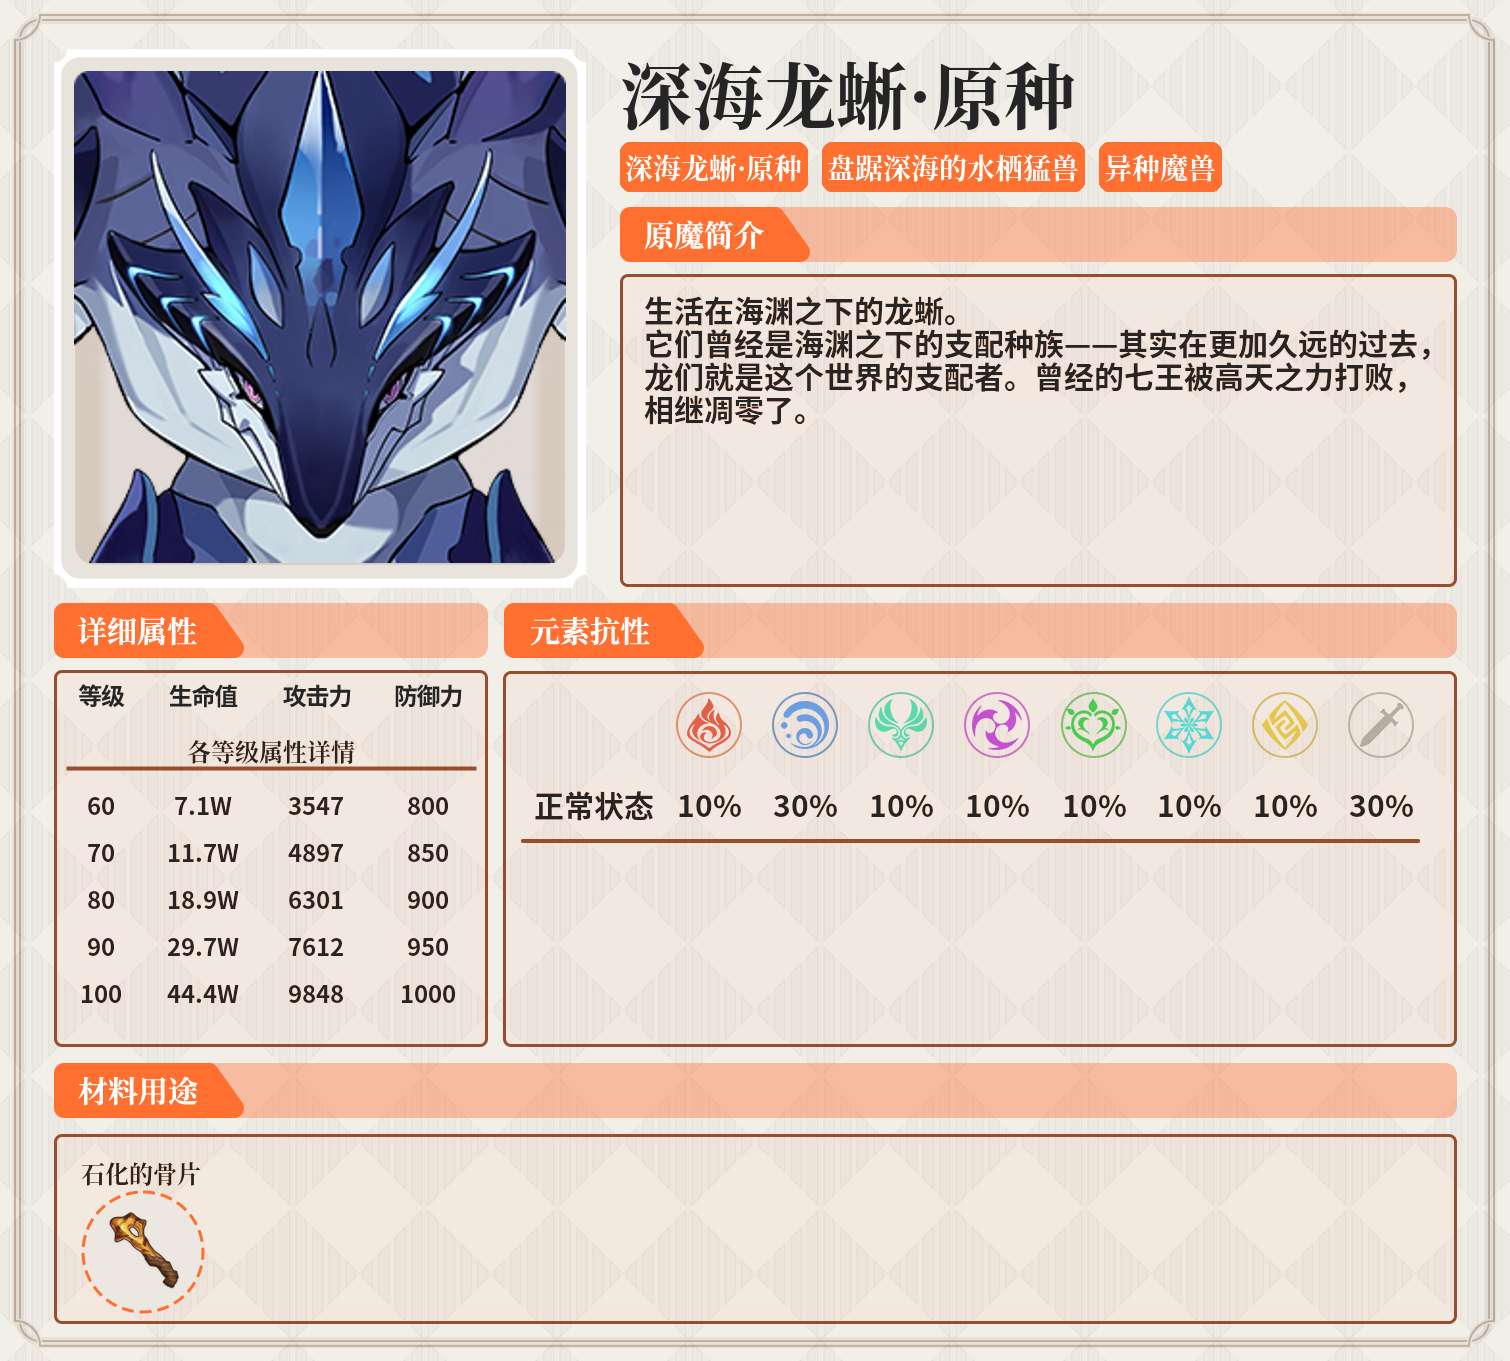 深海龙蜥·原种
深海龙蜥·原种 盘踞深海的水栖猛兽 异种魔兽
原魔简介
生活在海渊之下的龙蜥。
它们曾经是海渊之下的支配种族——其实在更加久远的过去，
龙们就是这个世界的支配者。曾经的七王被高天之力打败，
相继凋零了。
详细属性
等级 生命值 攻击力 防御力
各等级属性详情
60 7.1W 3547 800
70 11.7W 4897 850
80 18.9W 6301 900
90 29.7W 7612 950
100 44.4W 9848 1000
元素抗性
正常状态 10% 30% 10% 10% 10% 10% 10% 30%
材料用途
石化的骨片